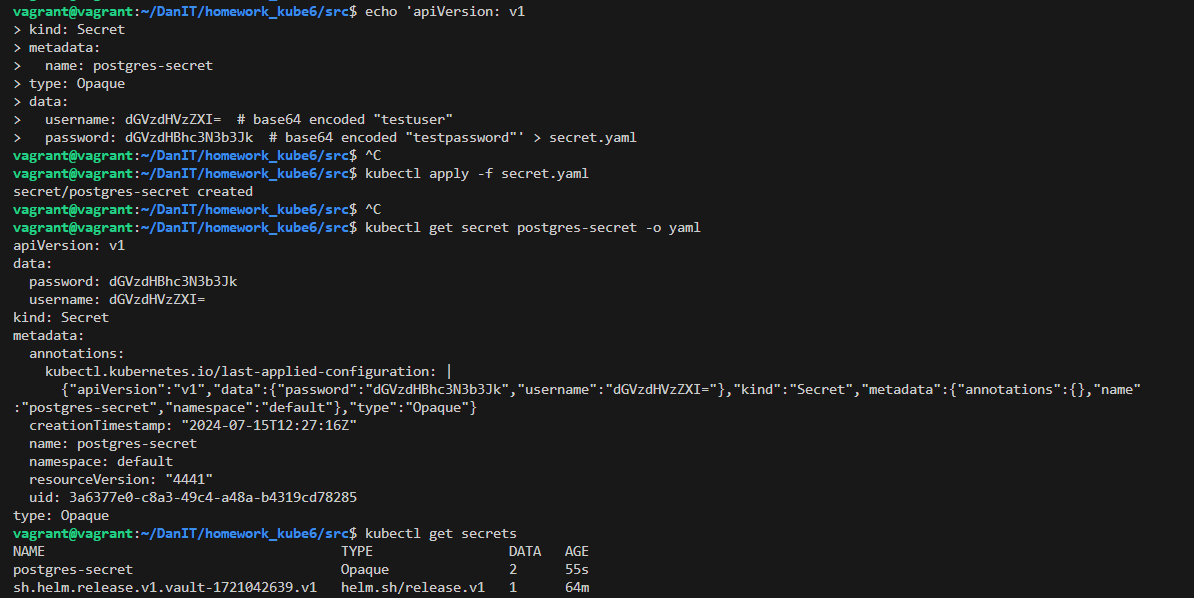 vagrant@vagrant:~/DanIT/homework_kube6/src$ echo 'apiVersion: v1
> kind: Secret
> metadata:
>   name: postgres-secret
> type: Opaque
> data:
>   username: dGVzdHVzZXI=  # base64 encoded "testuser"
>   password: dGVzdHBhc3N3b3Jk  # base64 encoded "testpassword"' > secret.yaml
vagrant@vagrant:~/DanIT/homework_kube6/src$ ^C
vagrant@vagrant:~/DanIT/homework_kube6/src$ kubectl apply -f secret.yaml
secret/postgres-secret created
vagrant@vagrant:~/DanIT/homework_kube6/src$ ^C
vagrant@vagrant:~/DanIT/homework_kube6/src$ kubectl get secret postgres-secret -o yaml
apiVersion: v1
data:
  password: dGVzdHBhc3N3b3Jk
  username: dGVzdHVzZXI=
kind: Secret
metadata:
  annotations:
    kubectl.kubernetes.io/last-applied-configuration: |
      {"apiVersion":"v1","data":{"password":"dGVzdHBhc3N3b3Jk","username":"dGVzdHVzZXI="},"kind":"Secret","metadata":{"annotations":{},"name"
:"postgres-secret","namespace":"default"},"type":"Opaque"}
  creationTimestamp: "2024-07-15T12:27:16Z"
  name: postgres-secret
  namespace: default
  resourceVersion: "4441"
  uid: 3a6377e0-c8a3-49c4-a48a-b4319cd78285
type: Opaque
vagrant@vagrant:~/DanIT/homework_kube6/src$ kubectl get secrets
NAME                                     TYPE                 DATA   AGE
postgres-secret                          Opaque               2      55s
sh.helm.release.v1.vault-1721042639.v1   helm.sh/release.v1   1      64m